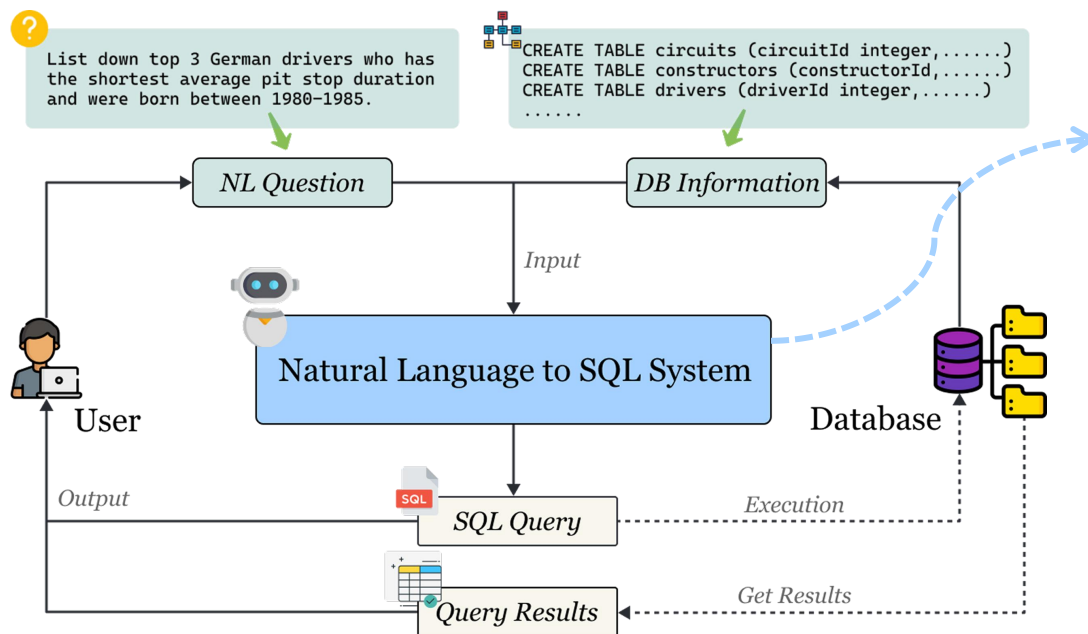 ?
List down top 3 German drivers who has
the shortest average pit stop duration
and were born between 1980-1985.
CREATE TABLE circuits (circuitId integer,......)
CREATE TABLE constructors (constructorId,......)
CREATE TABLE drivers (driverId integer,......)
......
NL Question
DB Information
Input
Natural Language to SQL System
User
Database
Output
SQL
SQL Query
Execution
Query Results
Get Results